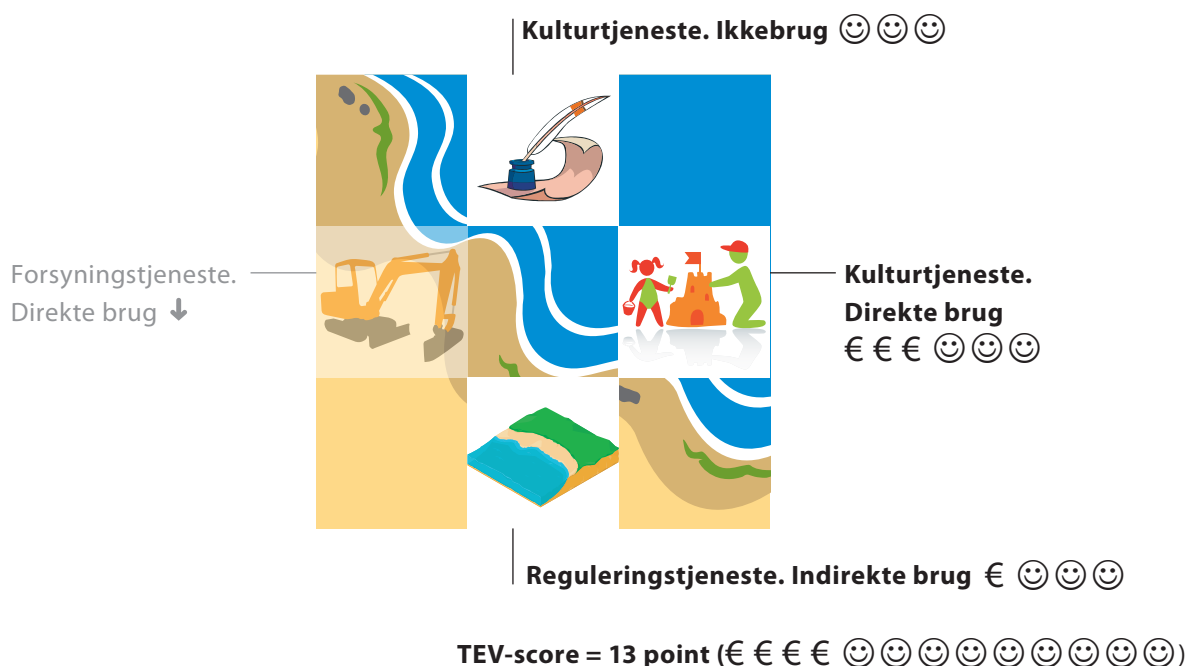 Kulturtjeneste. Ikkebrug ☺ ☺ ☺
Forsyningstjeneste.
Direkte brug ↓
Kulturtjeneste.
Direkte brug
€ € € ☺ ☺ ☺
Reguleringstjeneste. Indirekte brug € ☺ ☺ ☺
TEV-score = 13 point (€ € € € ☺ ☺ ☺ ☺ ☺ ☺ ☺ ☺ ☺)